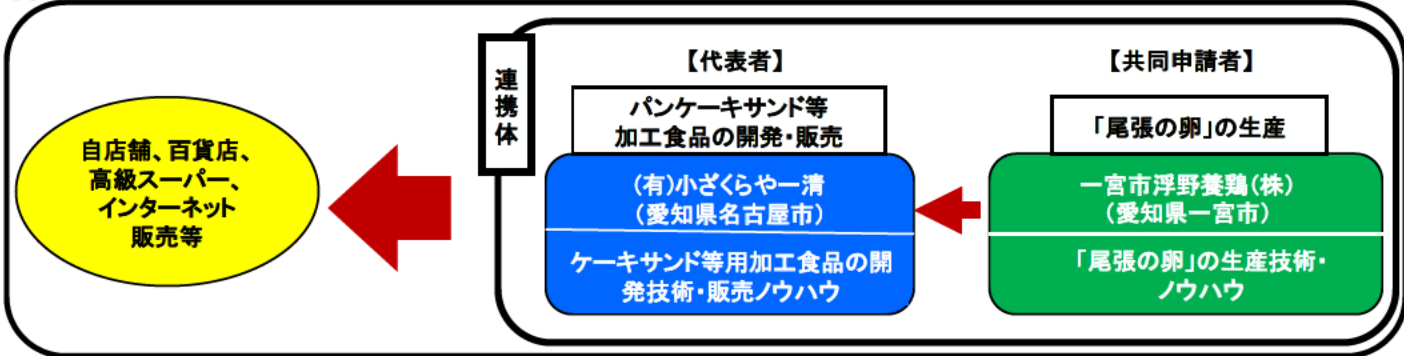 連携体
【代表者】
パンケーキサンド等
加工食品の開発・販売
(有)小ざくらや一清
(愛知県名古屋市)
ケーキサンド等用加工食品の開
発技術・販売ノウハウ
【共同申請者】
「尾張の卵」の生産
一宮市浮野養鶏(株)
(愛知県一宮市)
「尾張の卵」の生産技術・
ノウハウ
自店舗、百貨店、
高級スーパー、
インターネット
販売等